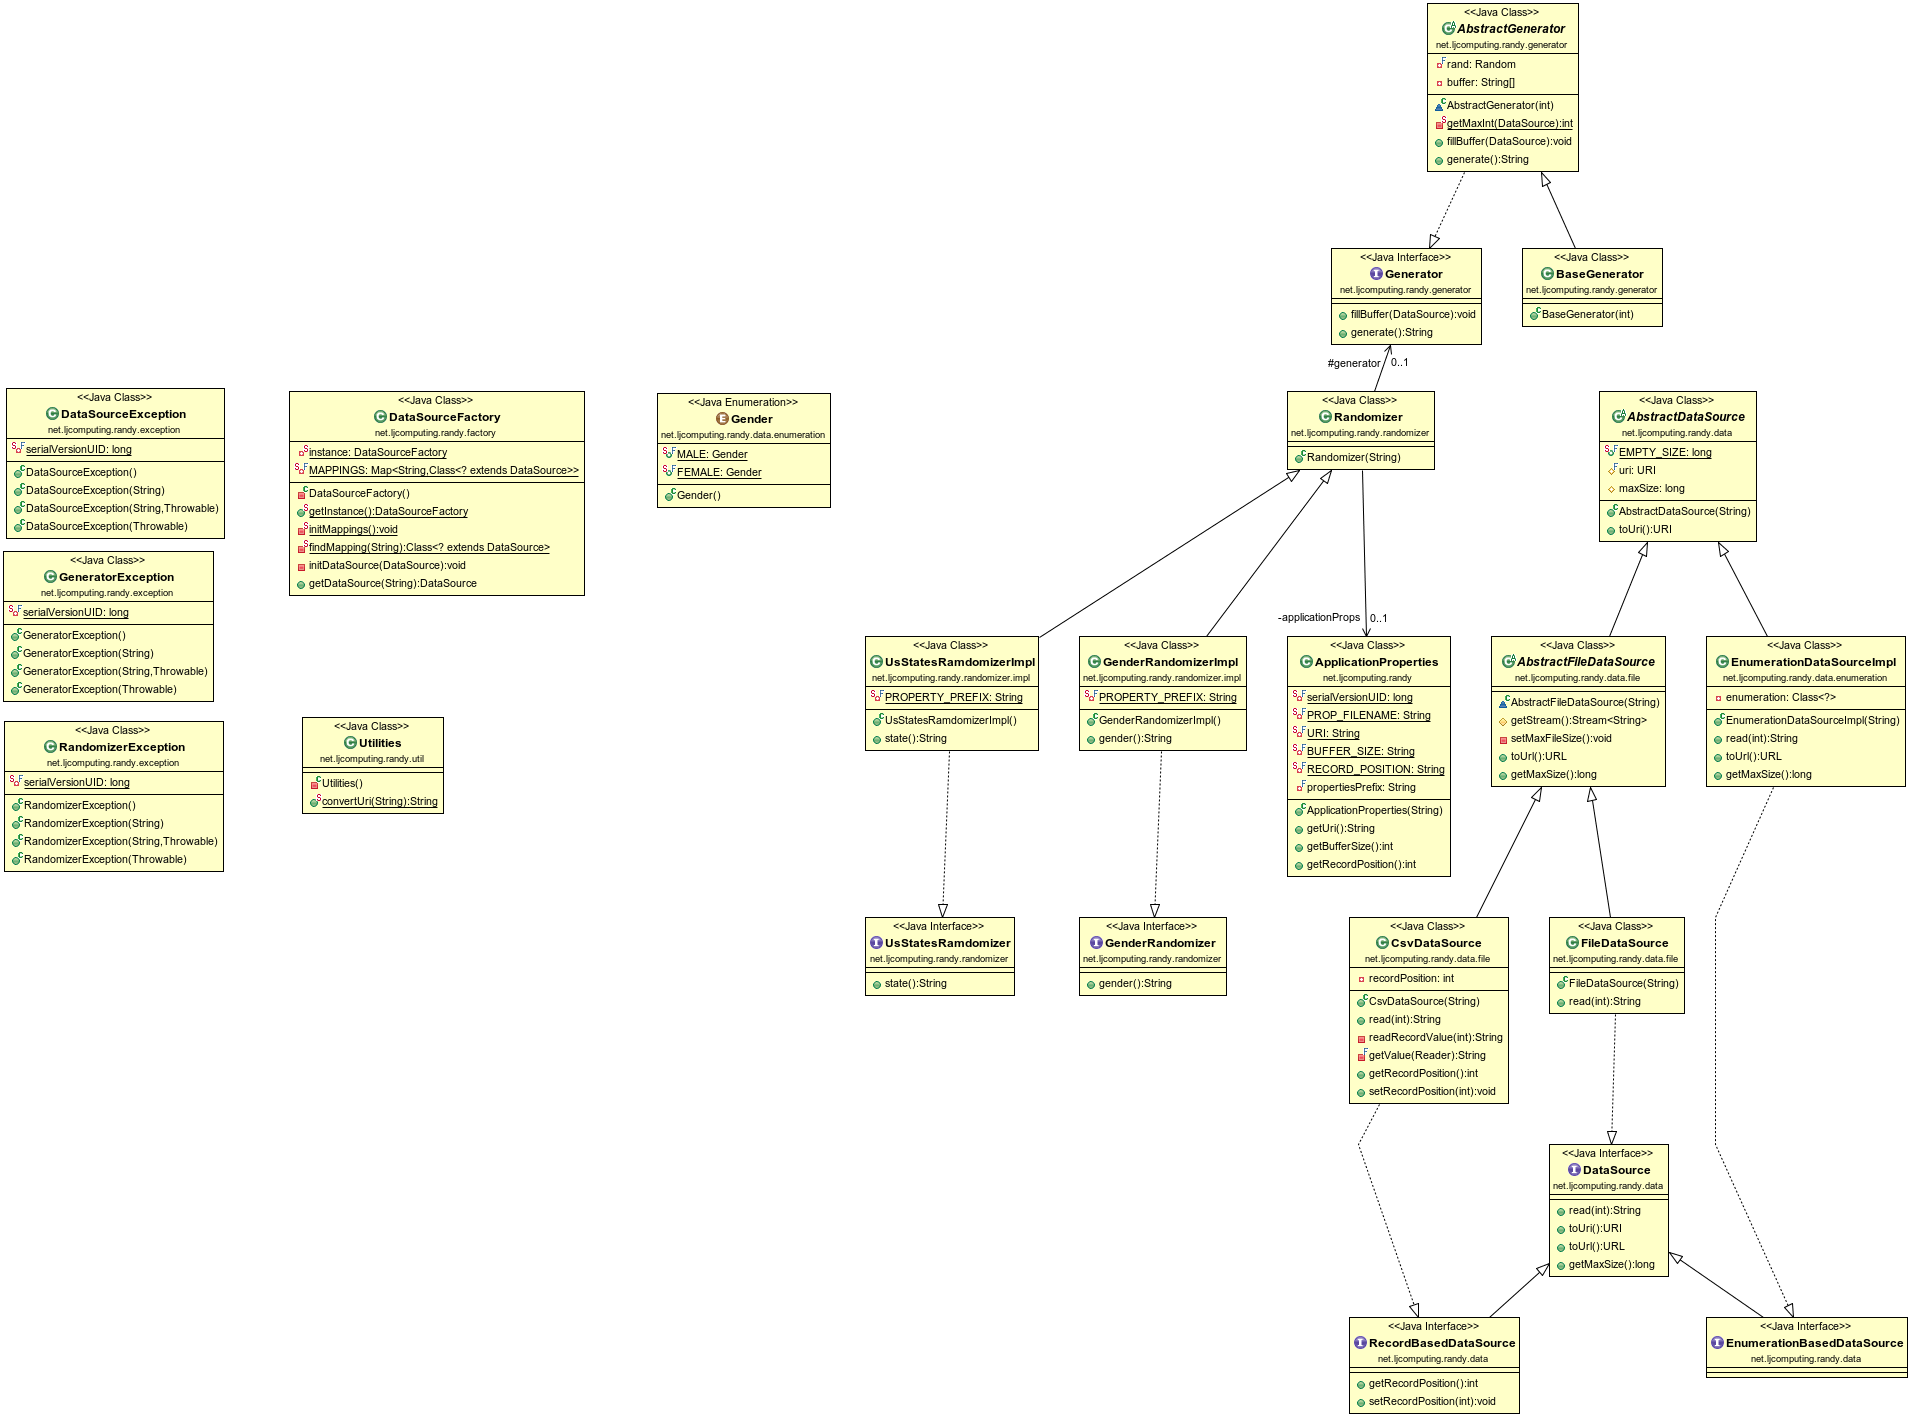 <<Java Class>>
AbstractGenerator
net.ljcomputing.randy.generator
rand: Random
buffer: String[]
AbstractGenerator(int)
getMaxInt(DataSource):int
fillBuffer(DataSource):void
generate():String
<<Java Interface>>
Generator
net.ljcomputing.randy.generator
fillBuffer(DataSource):void
generate():String
<<Java Class>>
BaseGenerator
net.ljcomputing.randy.generator
BaseGenerator(int)
#generator
0..1
<<Java Class>>
DataSourceException
net.ljcomputing.randy.exception
serialVersionUID: long
DataSourceException()
DataSourceException(String)
DataSourceException(String,Throwable)
DataSourceException(Throwable)
<<Java Class>>
DataSourceFactory
net.ljcomputing.randy.factory
instance: DataSourceFactory
MAPPINGS: Map<String,Class<? extends DataSource>>
DataSourceFactory()
getInstance():DataSourceFactory
initMappings():void
findMapping(String):Class<? extends DataSource>
initDataSource(DataSource):void
getDataSource(String):DataSource
<<Java Enumeration>>
Gender
net.ljcomputing.randy.data.enumeration
MALE: Gender
FEMALE: Gender
Gender()
<<Java Class>>
Randomizer
net.ljcomputing.randy.randomizer
Randomizer(String)
<<Java Class>>
AbstractDataSource
net.ljcomputing.randy.data
EMPTY_SIZE: long
uri: URI
maxSize: long
AbstractDataSource(String)
toUri():URI
<<Java Class>>
GeneratorException
net.ljcomputing.randy.exception
serialVersionUID: long
GeneratorException()
GeneratorException(String)
GeneratorException(String,Throwable)
GeneratorException(Throwable)
-applicationProps
0..1
<<Java Class>>
UsStatesRamdomizerImpl
net.ljcomputing.randy.randomizer.impl
PROPERTY_PREFIX: String
UsStatesRamdomizerImpl()
state():String
<<Java Class>>
GenderRandomizerImpl
net.ljcomputing.randy.randomizer.impl
PROPERTY_PREFIX: String
GenderRandomizerImpl()
gender():String
<<Java Class>>
ApplicationProperties
net.ljcomputing.randy
serialVersionUID: long
PROP_FILENAME: String
URI: String
BUFFER_SIZE: String
RECORD_POSITION: String
propertiesPrefix: String
ApplicationProperties(String)
getUri():String
getBufferSize():int
getRecordPosition():int
<<Java Class>>
AbstractFileDataSource
net.ljcomputing.randy.data.file
AbstractFileDataSource(String)
getStream():Stream<String>
setMaxFileSize():void
toUrl():URL
getMaxSize():long
<<Java Class>>
EnumerationDataSourceImpl
net.ljcomputing.randy.data.enumeration
enumeration: Class<?>
EnumerationDataSourceImpl(String)
read(int):String
toUrl():URL
getMaxSize():long
<<Java Class>>
RandomizerException
net.ljcomputing.randy.exception
serialVersionUID: long
RandomizerException()
RandomizerException(String)
RandomizerException(String,Throwable)
RandomizerException(Throwable)
<<Java Class>>
Utilities
net.ljcomputing.randy.util
Utilities()
convertUri(String):String
<<Java Interface>>
UsStatesRamdomizer
net.ljcomputing.randy.randomizer
state():String
<<Java Interface>>
GenderRandomizer
net.ljcomputing.randy.randomizer
gender():String
<<Java Class>>
CsvDataSource
net.ljcomputing.randy.data.file
recordPosition: int
CsvDataSource(String)
read(int):String
readRecordValue(int):String
getValue(Reader):String
getRecordPosition():int
setRecordPosition(int):void
<<Java Class>>
FileDataSource
net.ljcomputing.randy.data.file
FileDataSource(String)
read(int):String
<<Java Interface>>
DataSource
net.ljcomputing.randy.data
read(int):String
toUri():URI
toUrl():URL
getMaxSize():long
<<Java Interface>>
RecordBasedDataSource
net.ljcomputing.randy.data
getRecordPosition():int
setRecordPosition(int):void
<<Java Interface>>
EnumerationBasedDataSource
net.ljcomputing.randy.data